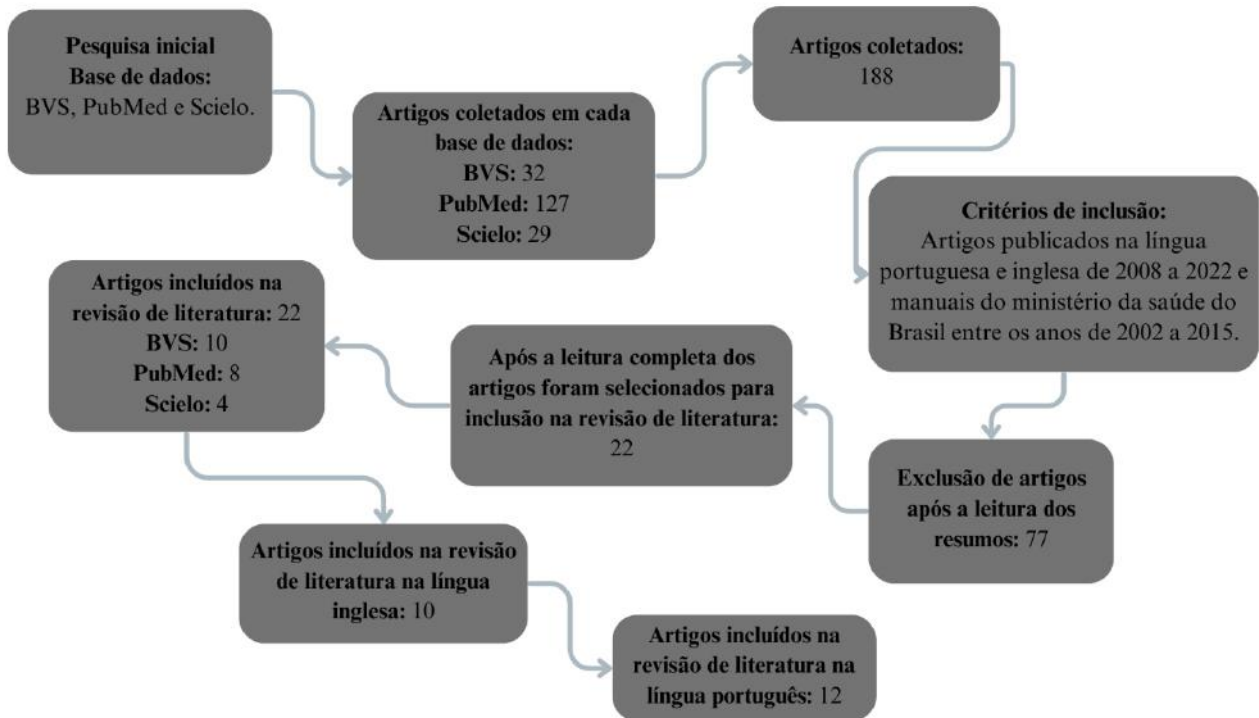 Pesquisa inicial
Base de dados:
BVS, PubMed e Scielo.
Artigos coletados em cada
base de dados:
BVS: 32
PubMed: 127
Scielo: 29
Artigos coletados:
188
Critérios de inclusão:
Artigos publicados na língua
portuguesa e inglesa de 2008 a 2022 e
manuais do ministério da saúde do
Brasil entre os anos de 2002 a 2015.
Exclusão de artigos
após a leitura dos
resumos: 77
Após a leitura completa dos
artigos foram selecionados para
inclusão na revisão de literatura:
22
Artigos incluídos na
revisão de literatura: 22
BVS: 10
PubMed: 8
Scielo: 4
Artigos incluídos na revisão
de literatura na língua
inglesa: 10
Artigos incluídos na
revisão de literatura na
língua português: 12